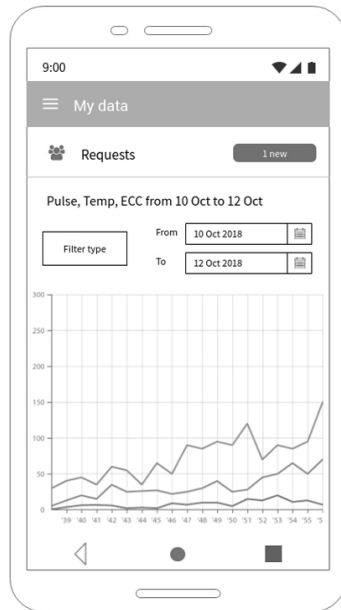 9:00
My data
Requests
1 new
Pulse, Temp, ECC from 10 Oct to 12 Oct
Filter type
From
10 Oct 2018
To
12 Oct 2018
300
250
200
150
100
50
0
'39 '40 '41 '42 '43 '44 '45 '46 '47 '48 '49 '50 '51 '52 '53 '54 '55 '5